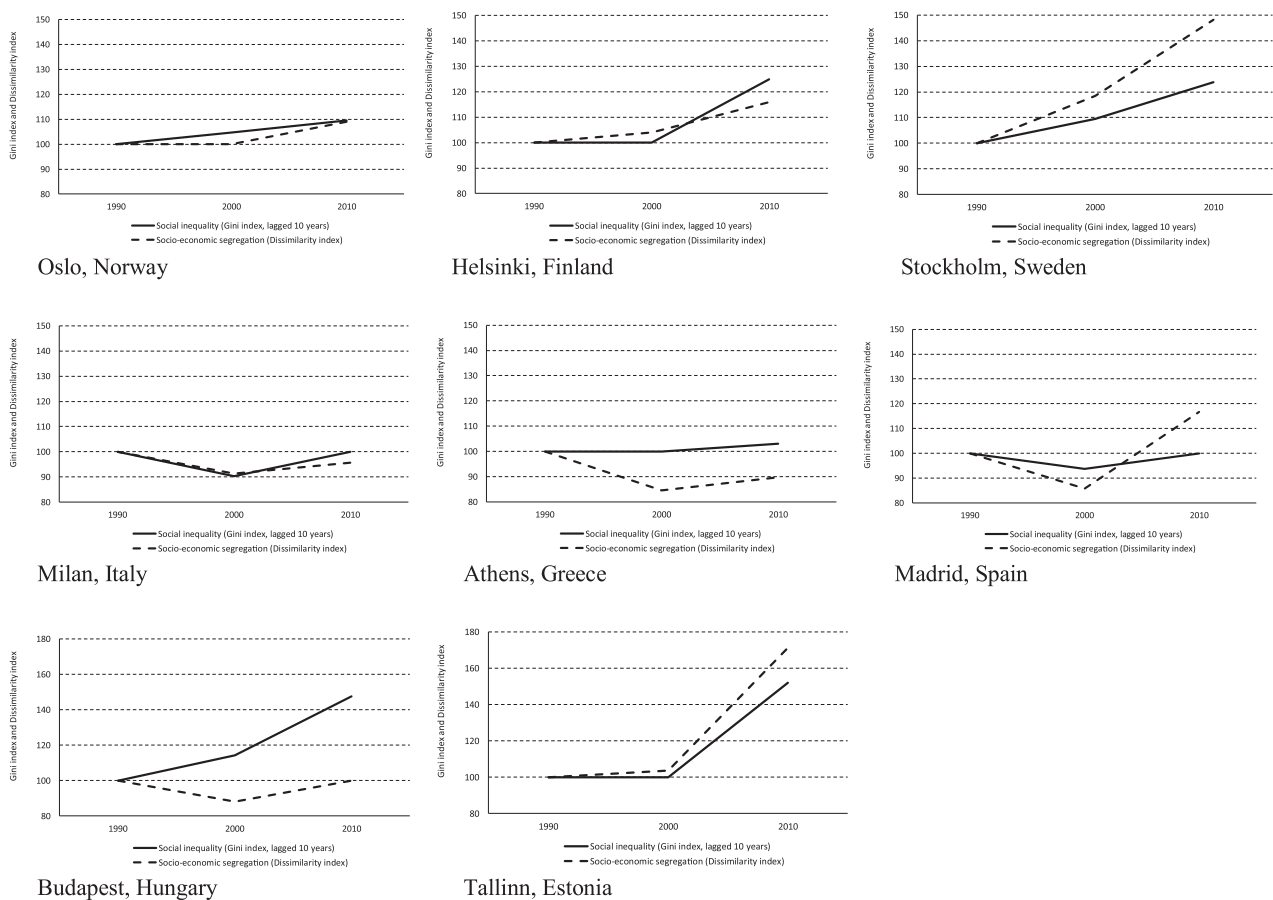 Gini index and Dissimilarity index
150
140
130
120
110
100
90
80
1990
2000
2010
Social inequality (Gini index, lagged 10 years)
Socio-economic segregation (Dissimilarity index)
Oslo, Norway
Gini index and Dissimilarity index
150
140
130
120
110
100
90
80
1990
2000
2010
Social inequality (Gini index, lagged 10 years)
Socio-economic segregation (Dissimilarity index)
Helsinki, Finland
Gini index and Dissimilarity index
150
140
130
120
110
100
90
80
1990
2000
2010
Social inequality (Gini index, lagged 10 years)
Socio-economic segregation (Dissimilarity index)
Stockholm, Sweden
Gini index and Dissimilarity index
150
140
130
120
110
100
90
80
1990
2000
2010
Social inequality (Gini index, lagged 10 years)
Socio-economic segregation (Dissimilarity index)
Milan, Italy
Gini index and Dissimilarity index
150
140
130
120
110
100
90
80
1990
2000
2010
Social inequality (Gini index, lagged 10 years)
Socio-economic segregation (Dissimilarity index)
Athens, Greece
Gini index and Dissimilarity index
150
140
130
120
110
100
90
80
1990
2000
2010
Social inequality (Gini index, lagged 10 years)
Socio-economic segregation (Dissimilarity index)
Madrid, Spain
Gini index and Dissimilarity index
180
160
140
120
100
80
1990
2000
2010
Social inequality (Gini index, lagged 10 years)
Socio-economic segregation (Dissimilarity index)
Budapest, Hungary
Gini index and Dissimilarity index
180
160
140
120
100
80
1990
2000
2010
Social inequality (Gini index, lagged 10 years)
Socio-economic segregation (Dissimilarity index)
Tallinn, Estonia